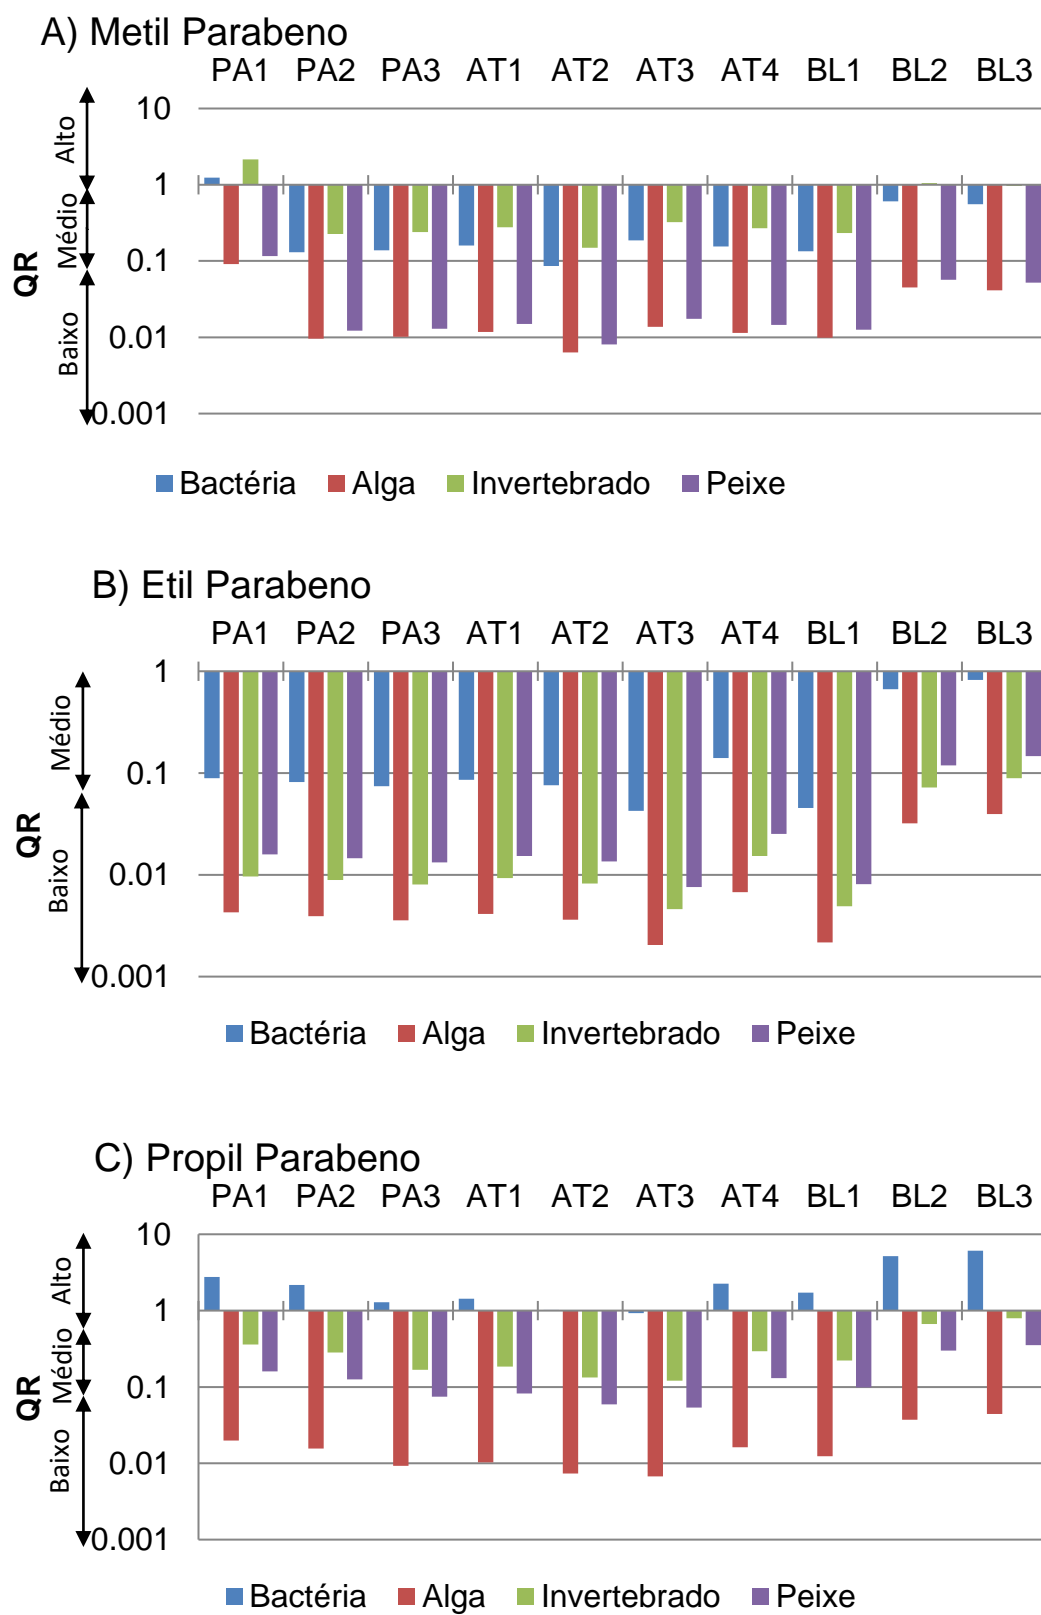 A) Metil Parabeno
PA1 PA2 PA3 AT1 AT2 AT3 AT4 BL1 BL2 BL3
10
1
0.1
0.01
0.001
QR
Alto
Médio
Baixo
Bactéria Alga Invertebrado Peixe
B) Etil Parabeno
PA1 PA2 PA3 AT1 AT2 AT3 AT4 BL1 BL2 BL3
1
0.1
0.01
0.001
QR
Médio
Baixo
Bactéria Alga Invertebrado Peixe
C) Propil Parabeno
PA1 PA2 PA3 AT1 AT2 AT3 AT4 BL1 BL2 BL3
10
1
0.1
0.01
0.001
QR
Alto
Médio
Baixo
Bactéria Alga Invertebrado Peixe